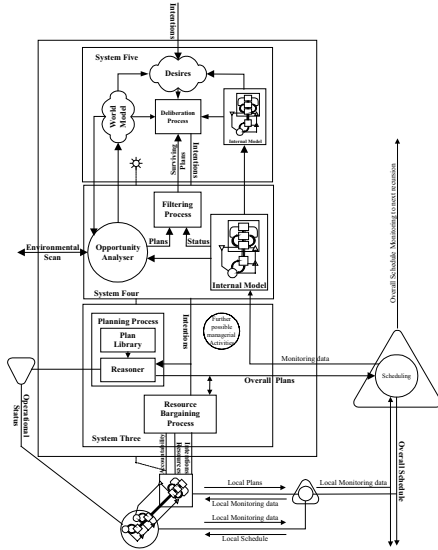 Intentions
System Five
Desires
World
Model
Deliberation
Process
Internal Model
Surviving
Plans
Intentions
Filtering
Process
Environmental
Scan
Opportunity
Analyser
Plans
Status
Internal Model
System Four
Overall Schedule Monitoring to next recursion
Planning Process
Plan
Library
Reasoner
Intentions
Further
possible
managerial
Activities
Monitoring data
Scheduling
Overall Plans
Resource
Bargaining
Process
System Three
Operational
Status
Accountability
Resources
Intentions
Local Plans
Local Monitoring data
Local Monitoring data
Local Monitoring data
Local Schedule
Overall Schedule